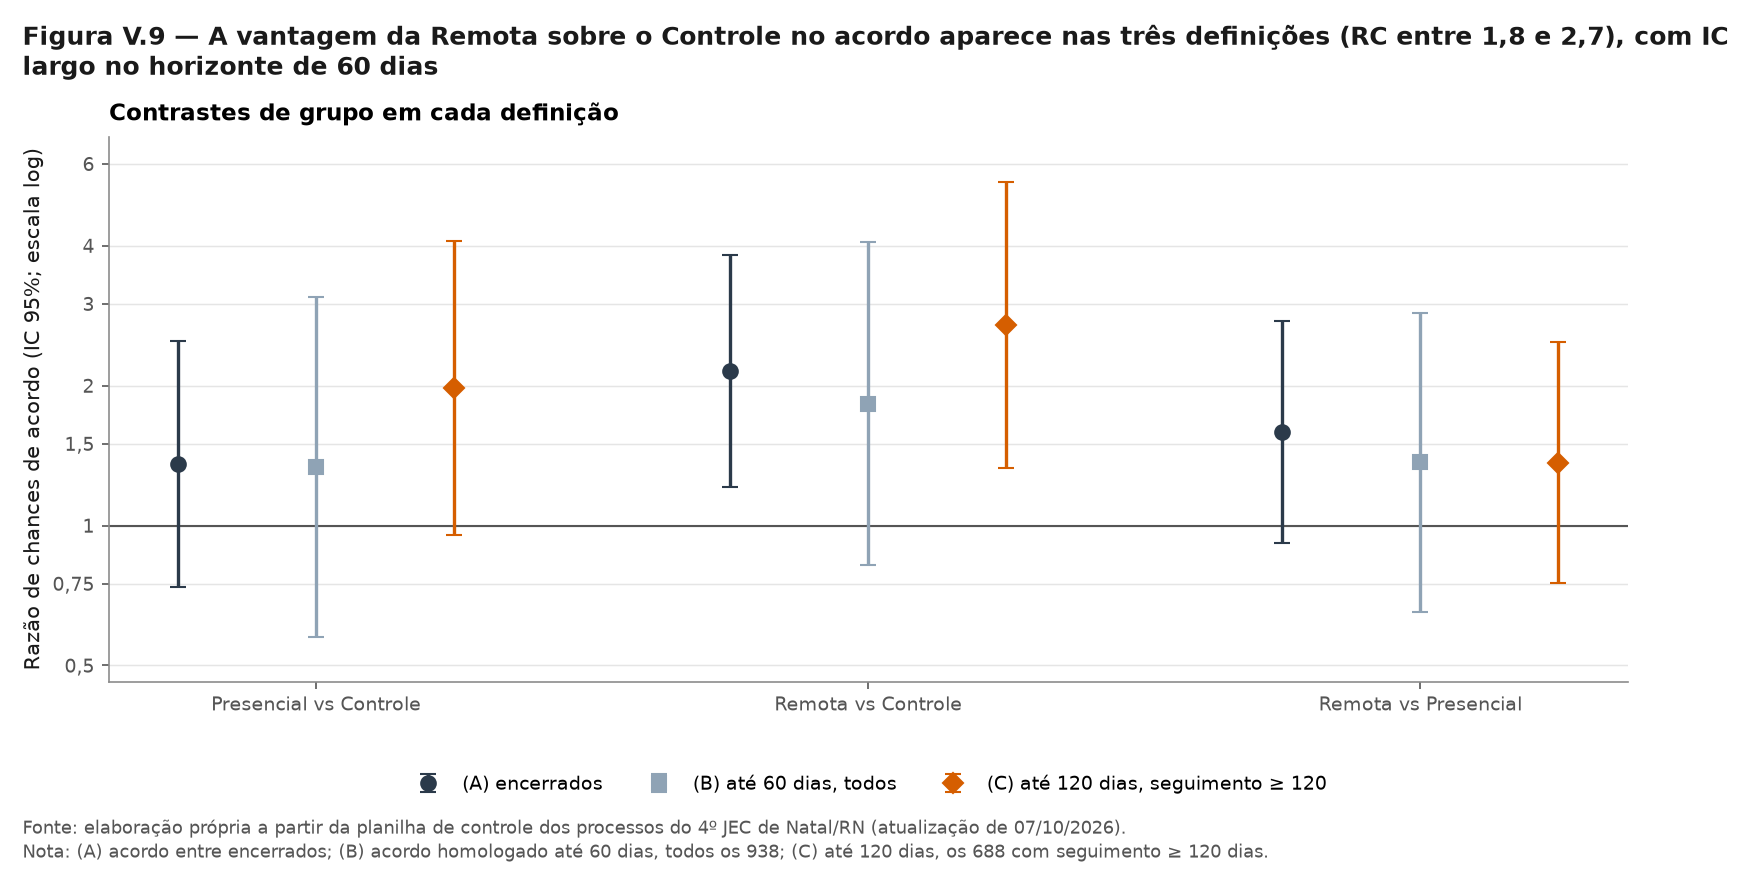 Figura V.9 — A vantagem da Remota sobre o Controle no acordo aparece nas três definições (RC entre 1,8 e 2,7), com IC
largo no horizonte de 60 dias
Contrastes de grupo em cada definição
Razão de chances de acordo (IC 95%; escala log)
6
4
3
2
1,5
1
0,75
0,5
Presencial vs Controle
Remota vs Controle
Remota vs Presencial
(A) encerrados
(B) até 60 dias, todos
(C) até 120 dias, seguimento ≥ 120
Fonte: elaboração própria a partir da planilha de controle dos processos do 4º JEC de Natal/RN (atualização de 07/10/2026).
Nota: (A) acordo entre encerrados; (B) acordo homologado até 60 dias, todos os 938; (C) até 120 dias, os 688 com seguimento ≥ 120 dias.